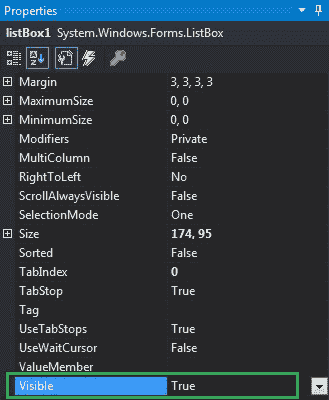 Properties
listBox1 System.Windows.Forms.ListBox
Margin 3, 3, 3, 3
MaximumSize 0, 0
MinimumSize 0, 0
Modifiers Private
MultiColumn False
RightToLeft No
ScrollAlwaysVisible False
SelectionMode One
Size 174, 95
Sorted False
TabIndex 0
TabStop True
Tag
UseTabStops True
UseWaitCursor False
ValueMember
Visible True